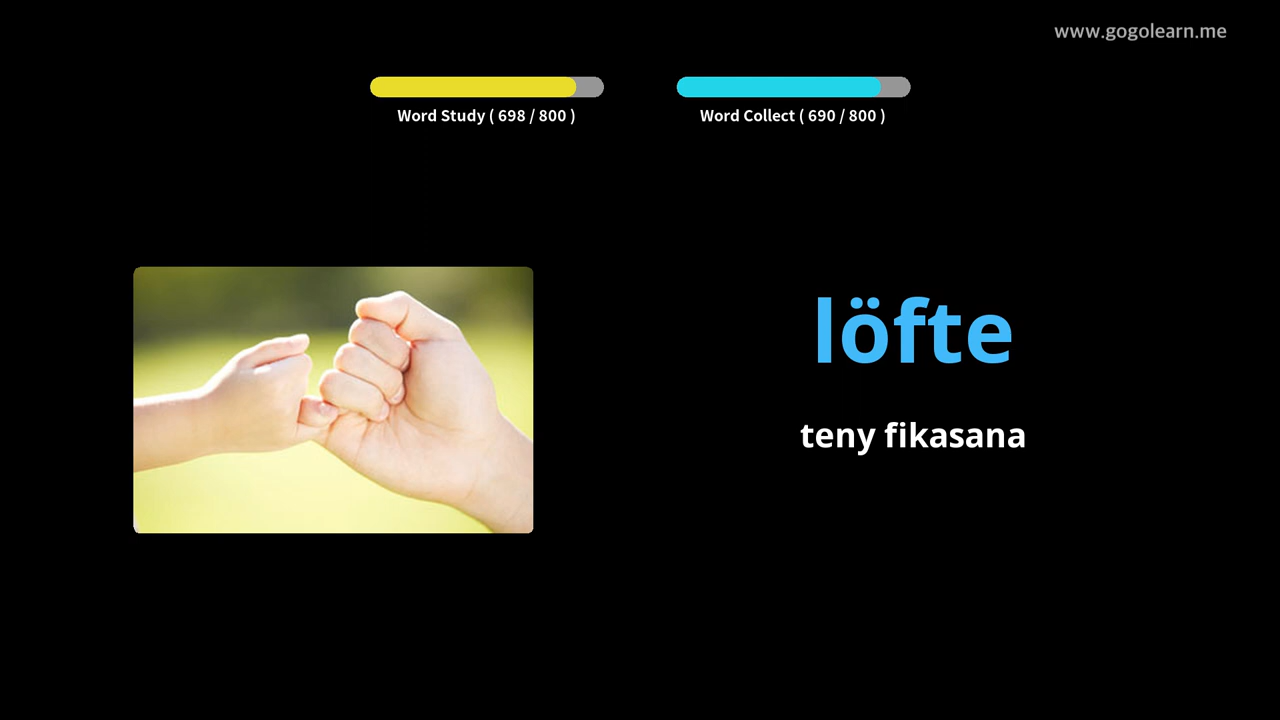 www.gogolearn.me
Word Study ( 698 / 800 )
Word Collect ( 690 / 800 )
löfte
teny fikasana